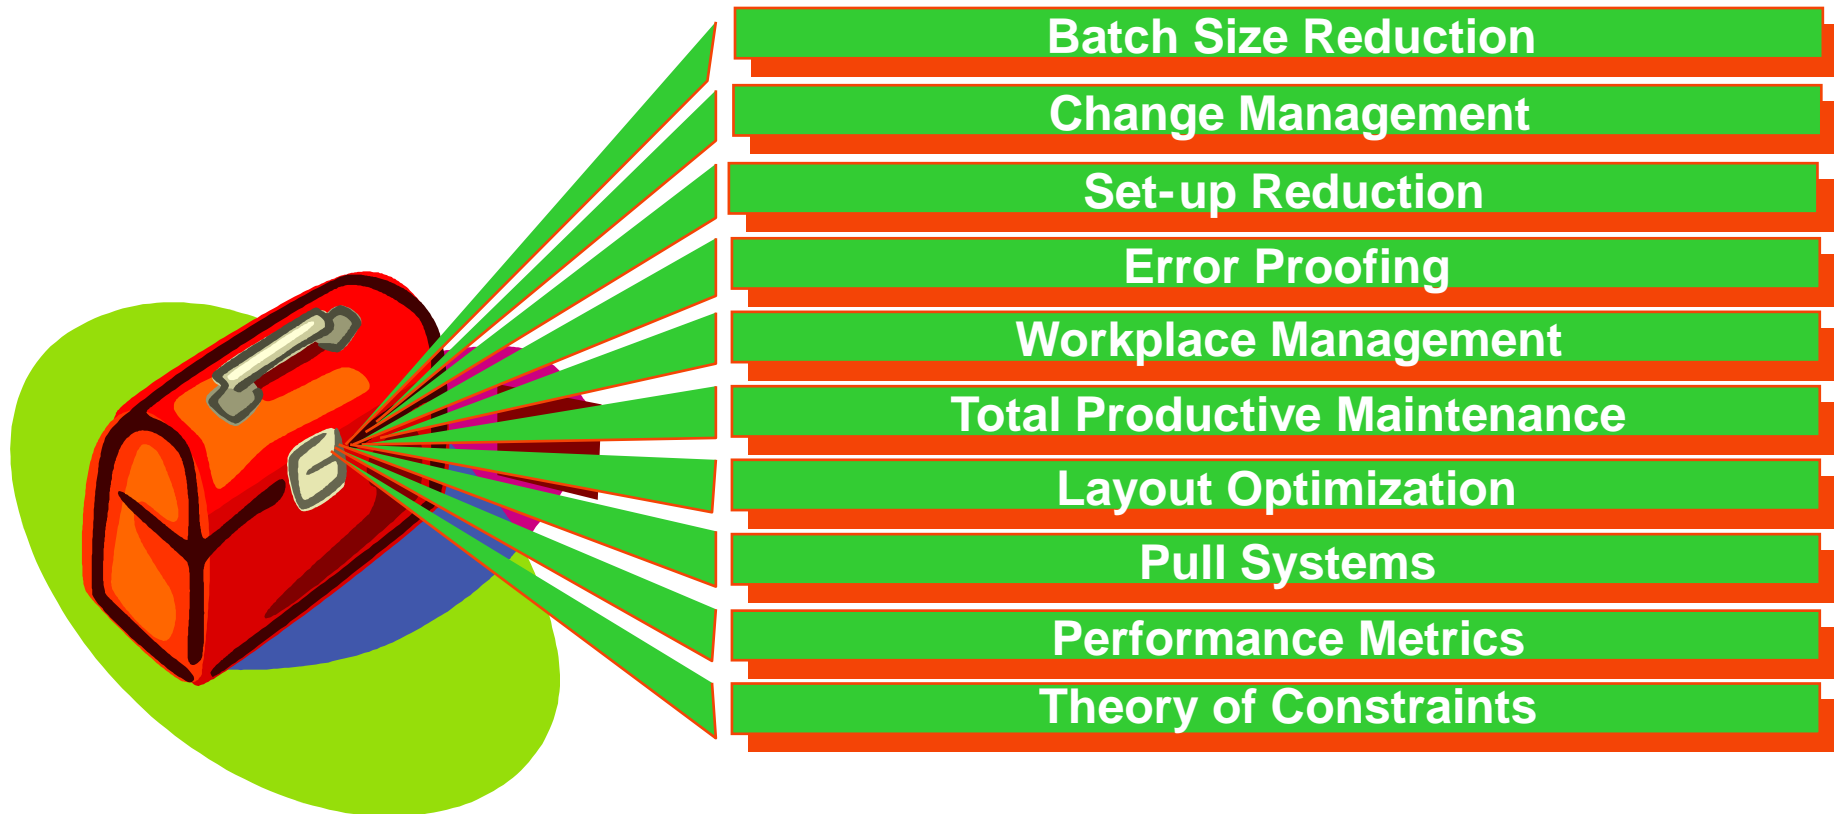 Batch Size Reduction
Change Management
Set-up Reduction
Error Proofing
Workplace Management
Total Productive Maintenance
Layout Optimization
Pull Systems
Performance Metrics
Theory of Constraints